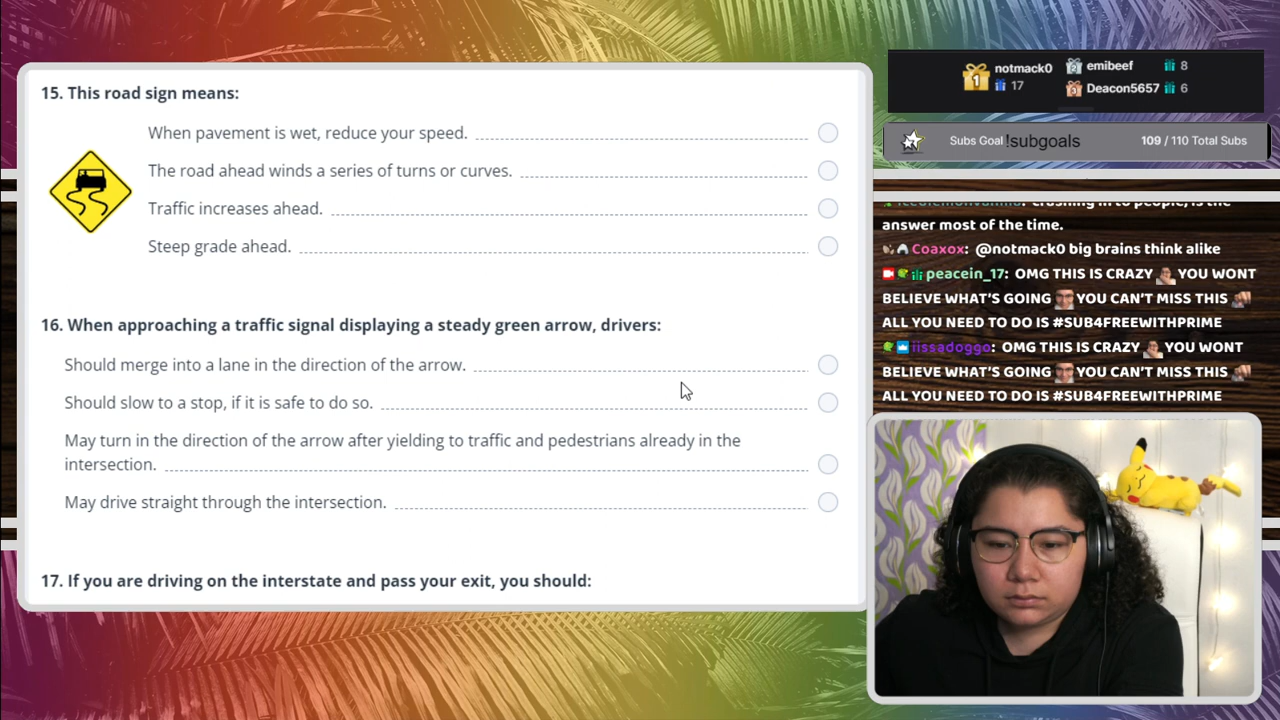 15. This road sign means:
When pavement is wet, reduce your speed.
The road ahead winds a series of turns or curves.
Traffic increases ahead.
Steep grade ahead.
16. When approaching a traffic signal displaying a steady green arrow, drivers:
Should merge into a lane in the direction of the arrow.
Should slow to a stop, if it is safe to do so.
May turn in the direction of the arrow after yielding to traffic and pedestrians already in the
intersection.
May drive straight through the intersection.
17. If you are driving on the interstate and pass your exit, you should:
1 notmack0 17
2 emibeef 8
3 Deacon5657 6
Subs Goal !subgoals 109 / 110 Total Subs
answer most of the time.
Coaxox: @notmack0 big brains think alike
peacein_17: OMG THIS IS CRAZY YOU WONT
BELIEVE WHAT'S GOING YOU CAN'T MISS THIS
ALL YOU NEED TO DO IS #SUB4FREEWITHPRIME
iissadoggo: OMG THIS IS CRAZY YOU WONT
BELIEVE WHAT'S GOING YOU CAN'T MISS THIS
ALL YOU NEED TO DO IS #SUB4FREEWITHPRIME